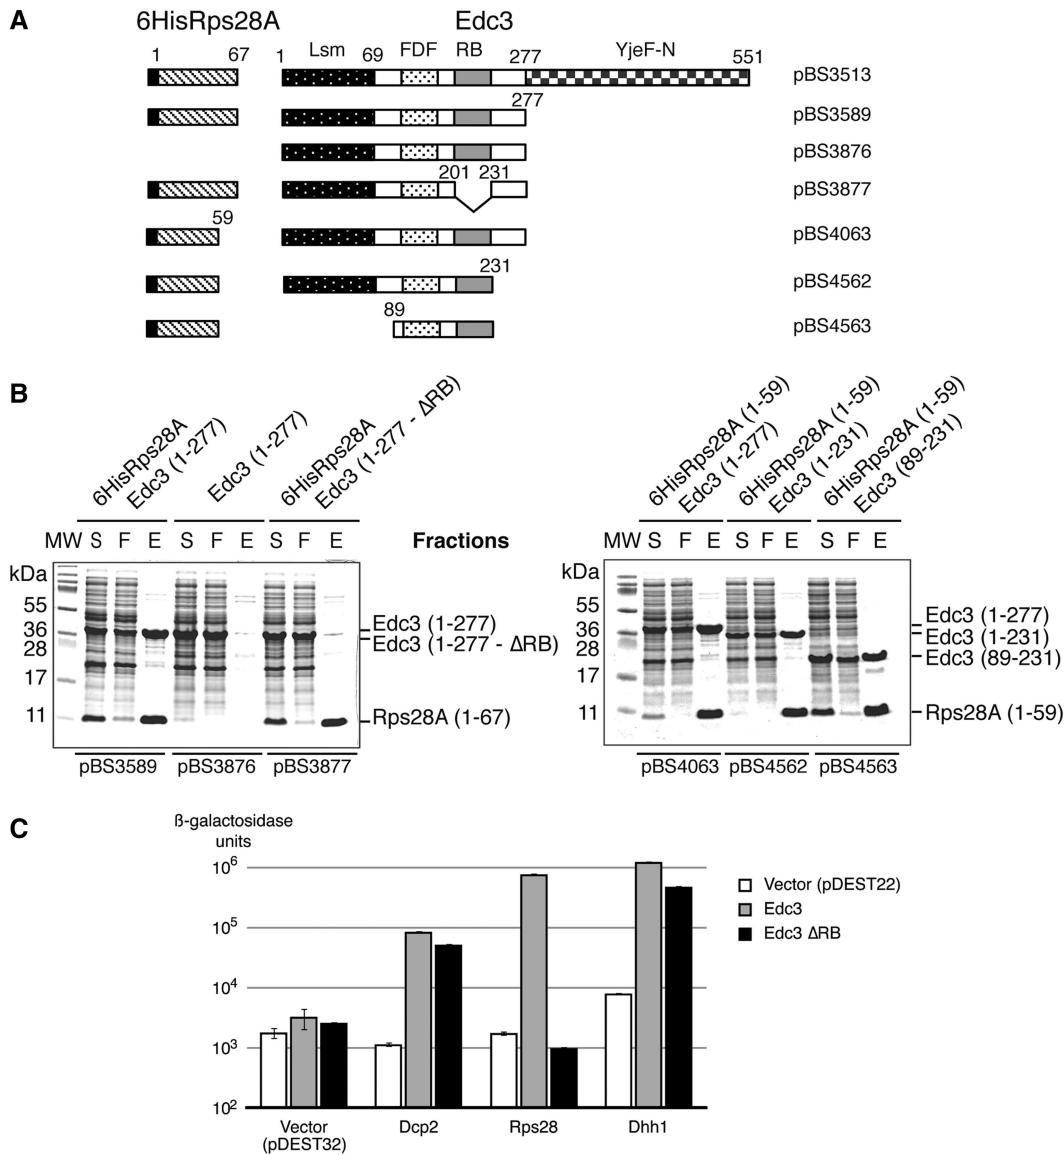 A
6HisRps28A Edc3
1 67 1 Lsm 69 FDF RB 277 YjeF-N 551
pBS3513
277
pBS3589
pBS3876
201 231
pBS3877
59
pBS4063
231
pBS4562
89
pBS4563
B
6HisRps28A
Edc3 (1-277)
Edc3 (1-277)
6HisRps28A
Edc3 (1-277 - ΔRB)
6HisRps28A (1-59)
Edc3 (1-277)
6HisRps28A (1-59)
Edc3 (1-231)
6HisRps28A (1-59)
Edc3 (89-231)
MW S F E S F E S F E Fractions MW S F E S F E S F E
kDa
55
36
28
17
11
Edc3 (1-277)
Edc3 (1-277 - ΔRB)
Rps28A (1-67)
pBS3589 pBS3876 pBS3877
kDa
55
36
28
17
11
Edc3 (1-277)
Edc3 (1-231)
Edc3 (89-231)
Rps28A (1-59)
pBS4063 pBS4562 pBS4563
C
ß-galactosidase
units
10⁶
10⁵
10⁴
10³
10²
Vector (pDEST22)
Edc3
Edc3 ΔRB
Vector
(pDEST32)
Dcp2
Rps28
Dhh1